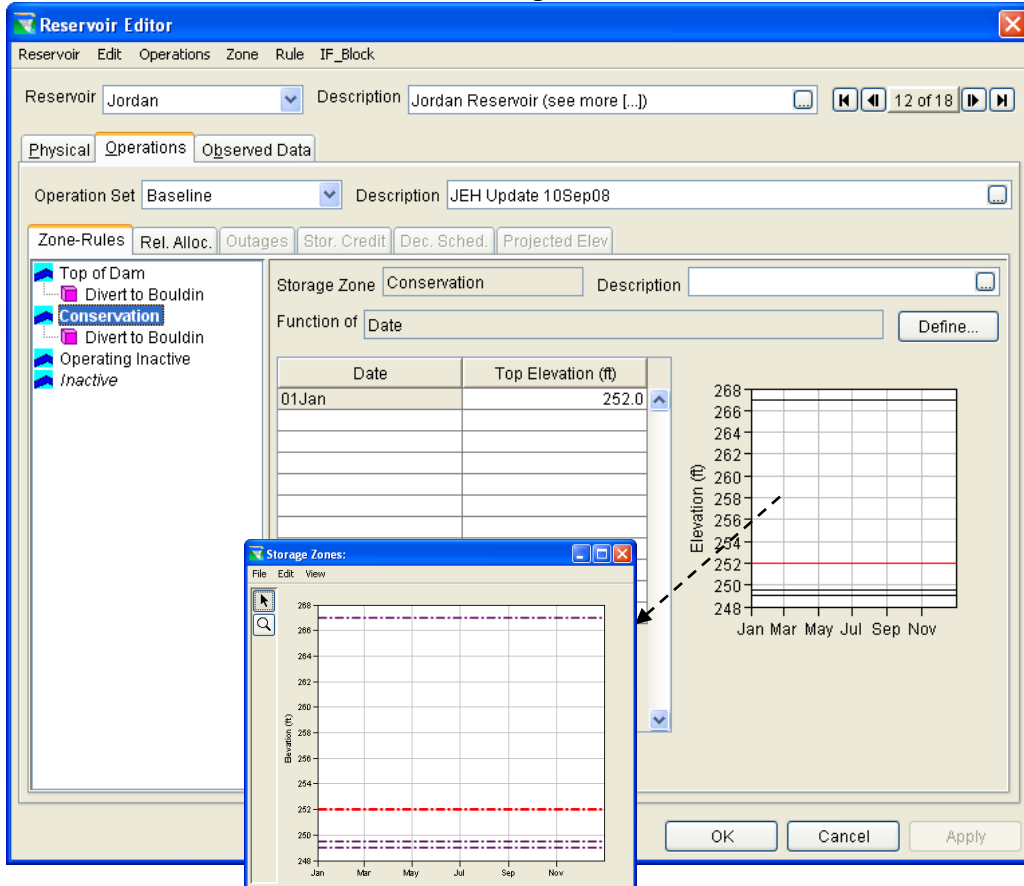 Reservoir Editor
Reservoir Edit Operations Zone Rule IF_Block
Reservoir Jordan Description Jordan Reservoir (see more [...]) ... 12 of 18
Physical Operations Observed Data
Operation Set Baseline Description JEH Update 10Sep08 ...
Zone-Rules Rel. Alloc. Outages Stor. Credit Dec. Sched. Projected Elev
Top of Dam
Divert to Bouldin
Conservation
Divert to Bouldin
Operating Inactive
Inactive
Storage Zone Conservation Description ...
Function of Date Define...
Date Top Elevation (ft)
01Jan 252.0
268
266
264
262
260
258
256
254
252
250
248
Elevation (ft)
Jan Mar May Jul Sep Nov
Storage Zones:
File Edit View
268
266
264
262
260
258
256
254
252
250
248
Elevation (ft)
Jan Mar May Jul Sep Nov
OK Cancel Apply